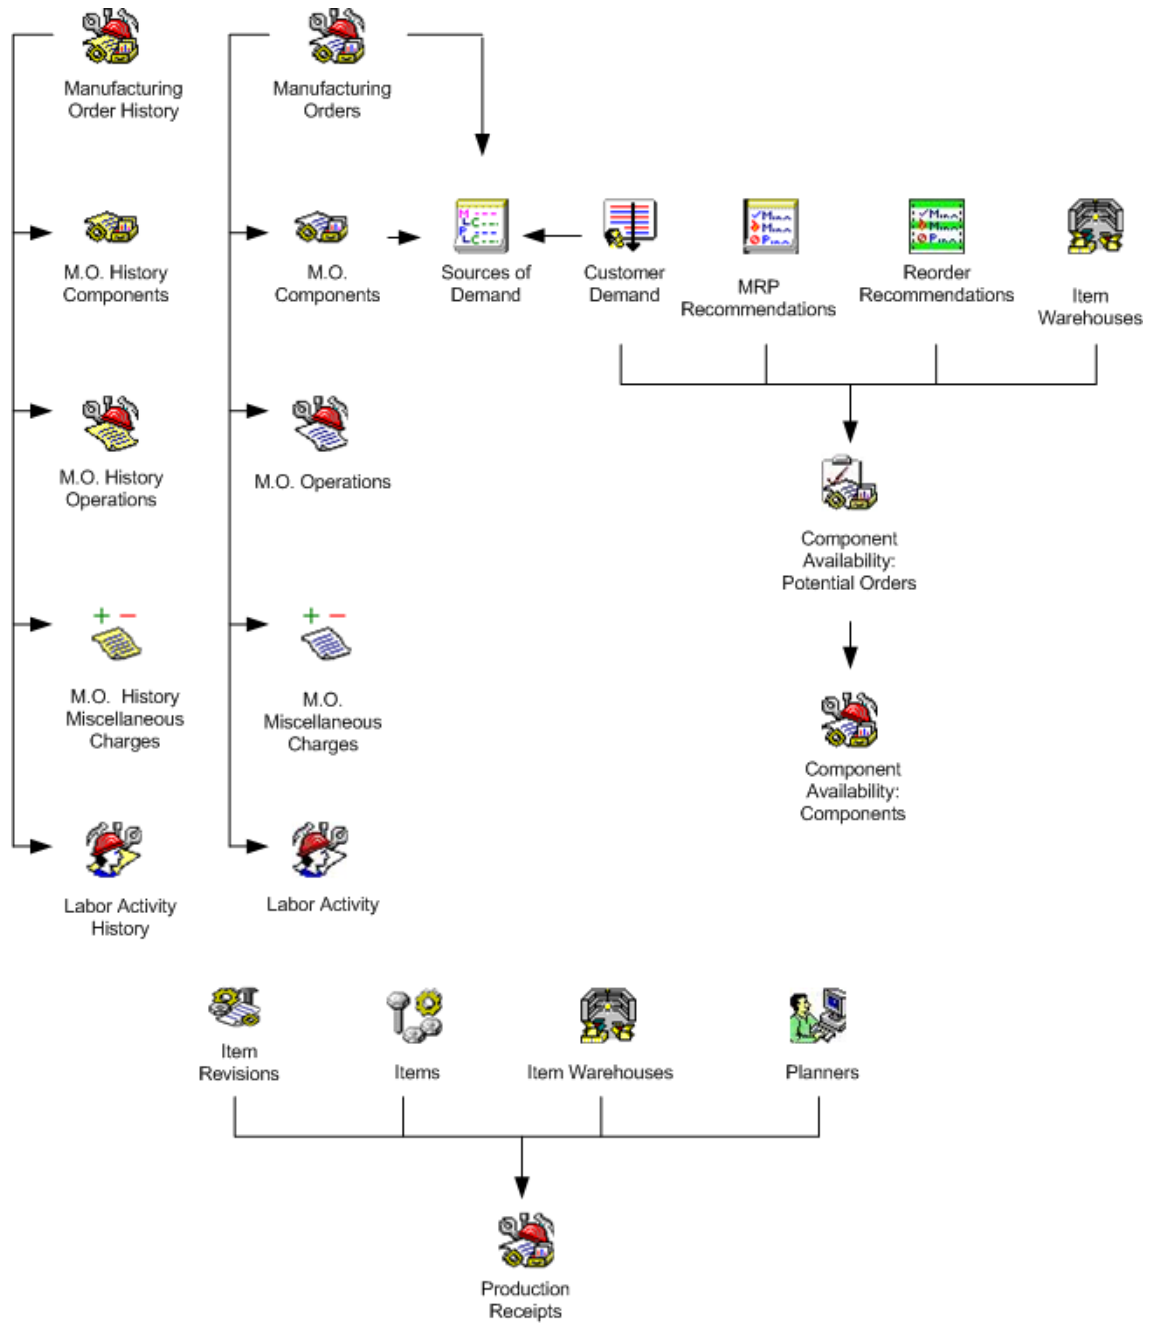 Manufacturing
Order History
Manufacturing
Orders
M.O. History
Components
M.O.
Components
Sources of
Demand
Customer
Demand
MRP
Recommendations
Reorder
Recommendations
Item
Warehouses
M.O. History
Operations
M.O. Operations
Component
Availability:
Potential Orders
M.O. History
Miscellaneous
Charges
M.O.
Miscellaneous
Charges
Component
Availability:
Components
Labor Activity
History
Labor Activity
Item
Revisions
Items
Item Warehouses
Planners
Production
Receipts